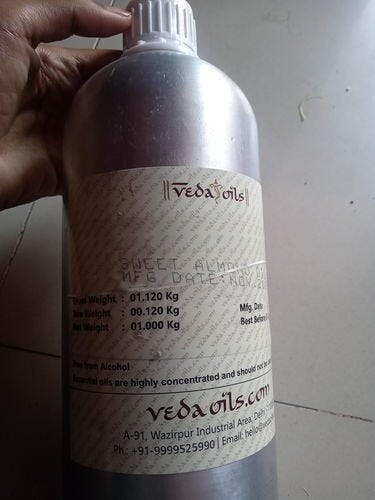 veda oils
SWEET ALMOND
MFG DATE:NOV.
Gross Weight : 01.120 Kg
Tare Weight : 00.120 Kg
Net Weight : 01.000 Kg
Mfg. Date
Best Before
Free from Alcohol
Essential oils are highly concentrated and should not be
veda oils.com
A-91, Wazirpur Industrial Area, Delhi
Ph.: +91-9999525990 | Email: hello@veda